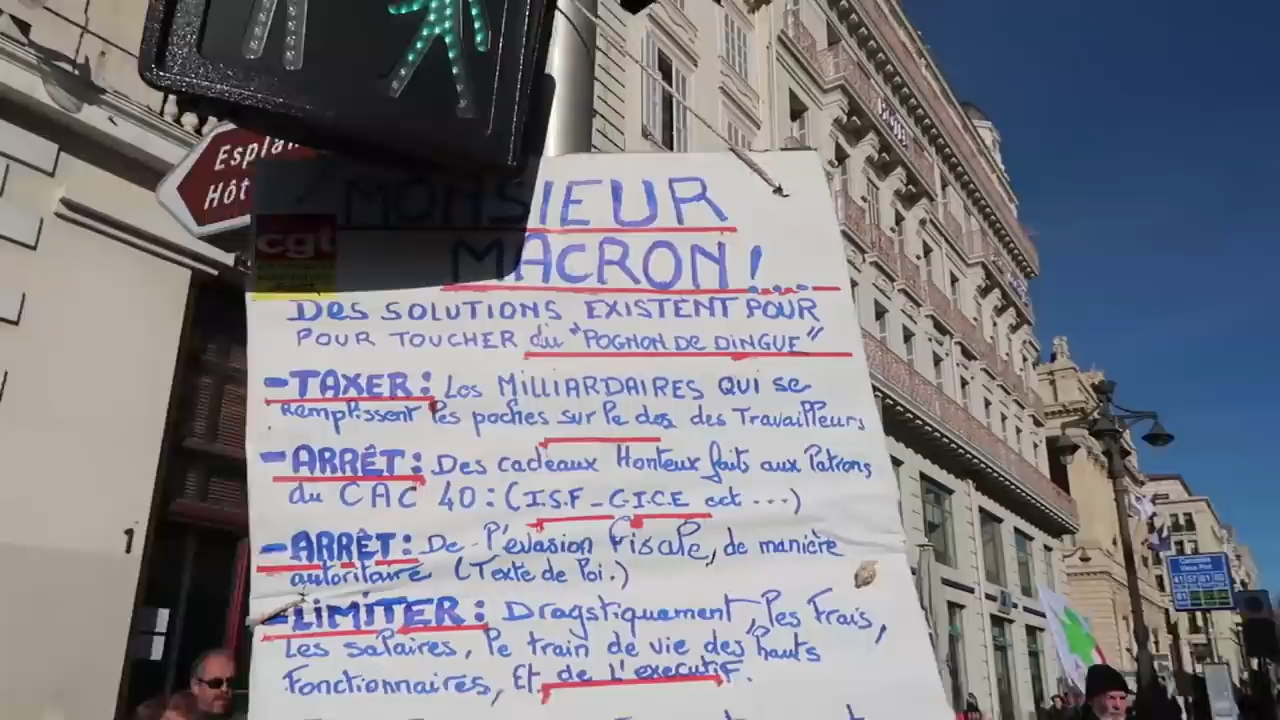 Esplan
Hôt
cgt
MONSIEUR
MACRON !...
DES SOLUTIONS EXISTENT POUR
POUR TOUCHER du "POGNON DE DINGUE"
- TAXER : Les MILLIARDAIRES QUI se
Remplissent les poches sur le dos des Travailleurs
- ARRÊT : Des cadeaux Honteux faits aux Patrons
du CAC 40 : (I.S.F - C.I.C.E ect ...)
- ARRÊT : De l'évasion Fiscale, de manière
autoritaire (Texte de loi.)
- LIMITER : Dragstiquement, les Frais,
Les salaires, le train de vie des hauts
Fonctionnaires, Et de L'executif.